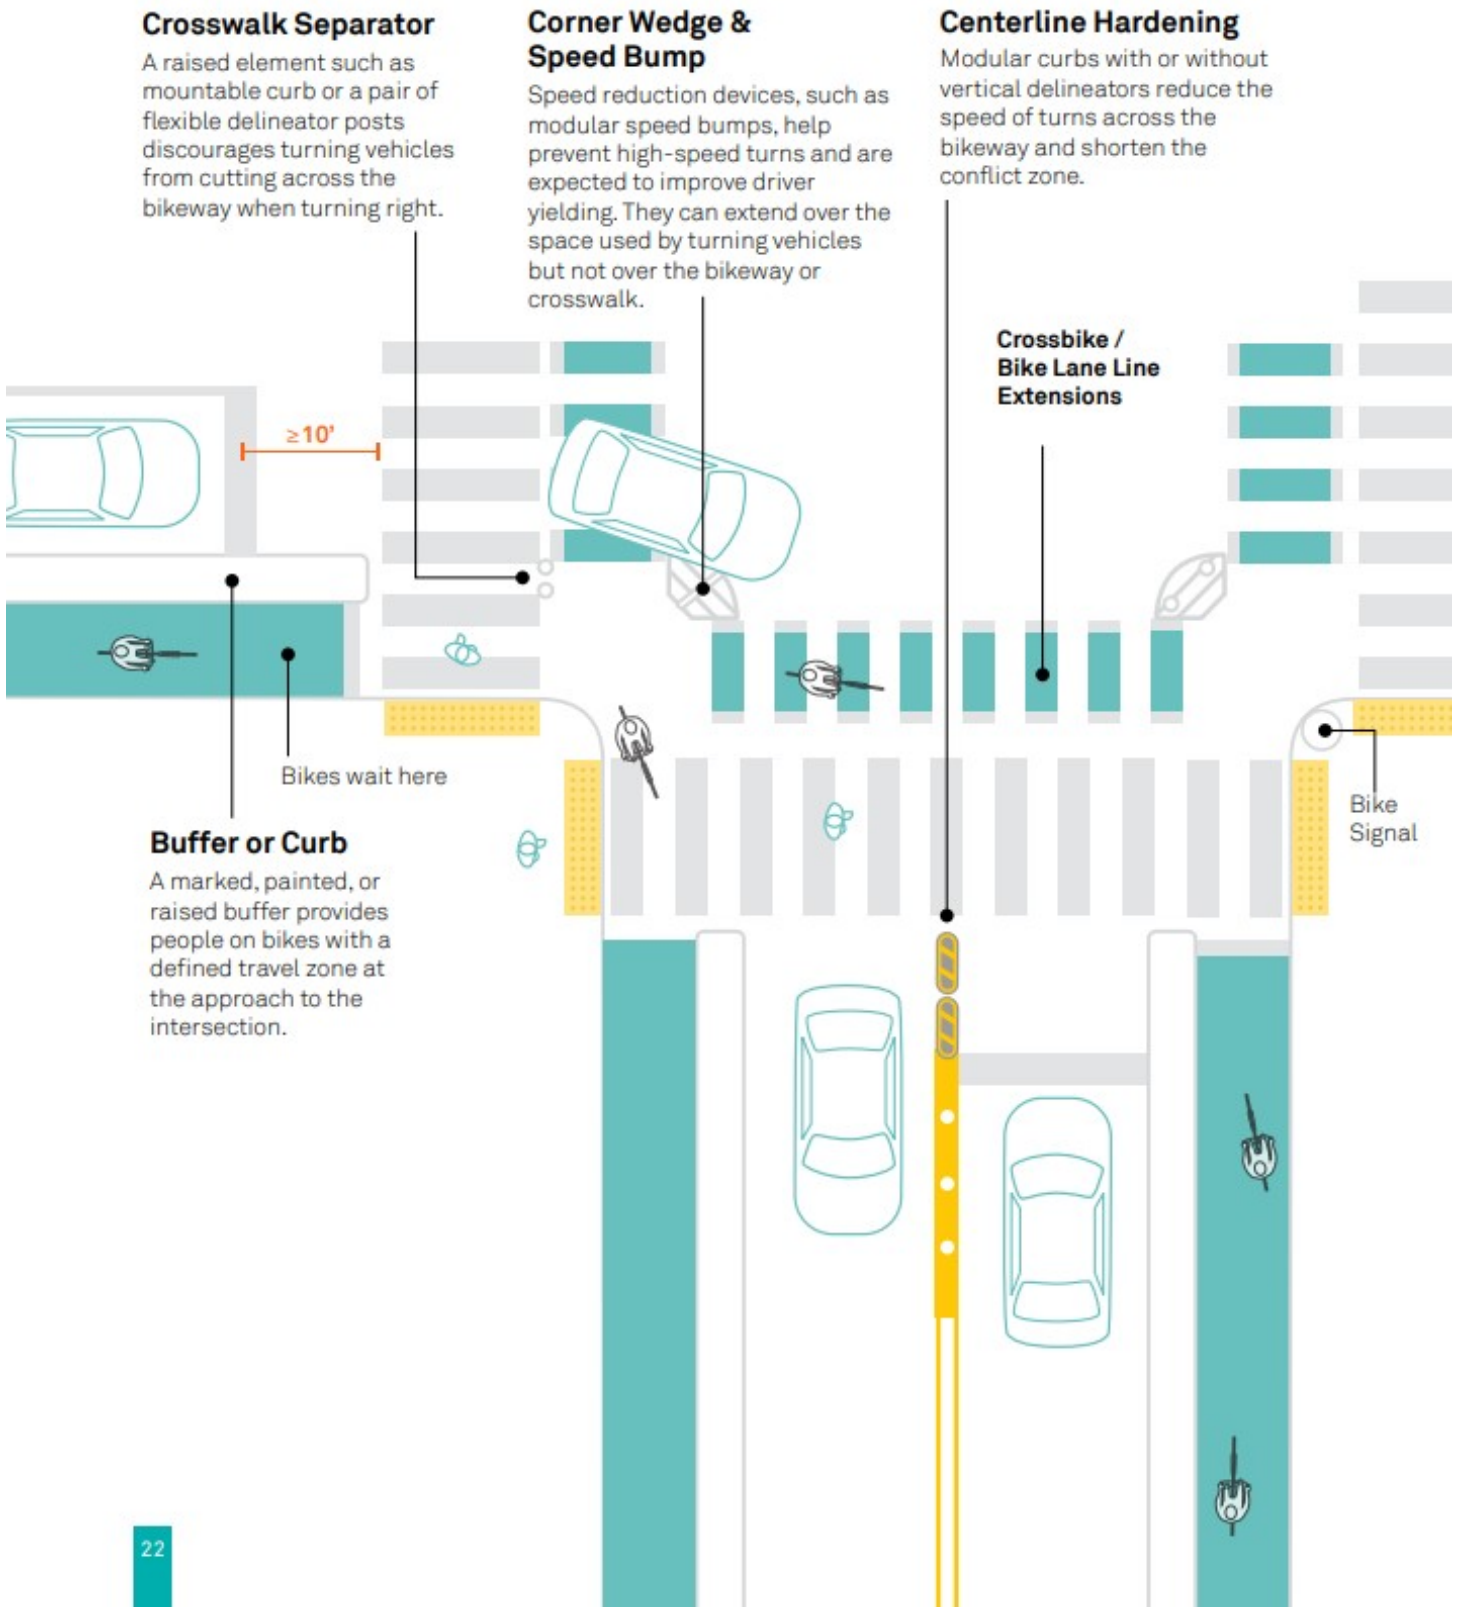 Crosswalk Separator
A raised element such as
mountable curb or a pair of
flexible delineator posts
discourages turning vehicles
from cutting across the
bikeway when turning right.
Corner Wedge &
Speed Bump
Speed reduction devices, such as
modular speed bumps, help
prevent high-speed turns and are
expected to improve driver
yielding. They can extend over the
space used by turning vehicles
but not over the bikeway or
crosswalk.
Centerline Hardening
Modular curbs with or without
vertical delineators reduce the
speed of turns across the
bikeway and shorten the
conflict zone.
Crossbike /
Bike Lane Line
Extensions
≥10’
Bikes wait here
Buffer or Curb
A marked, painted, or
raised buffer provides
people on bikes with a
defined travel zone at
the approach to the
intersection.
Bike
Signal
22